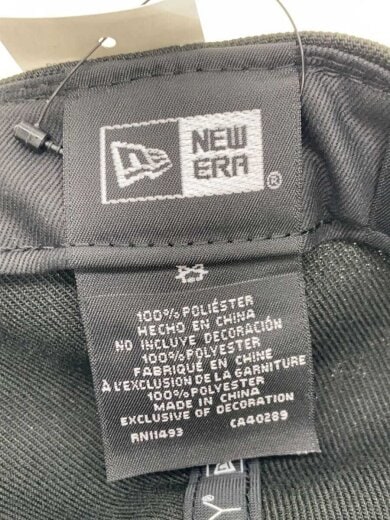 NEW
ERA
®
100% POLIÉSTER
HECHO EN CHINA
NO INCLUYE DECORACIÓN
100% POLYESTER
FABRIQUÉ EN CHINE
À L'EXCLUSION DE LA GARNITURE
100% POLYESTER
MADE IN CHINA
EXCLUSIVE OF DECORATION
RN11493 CA40289
Y®